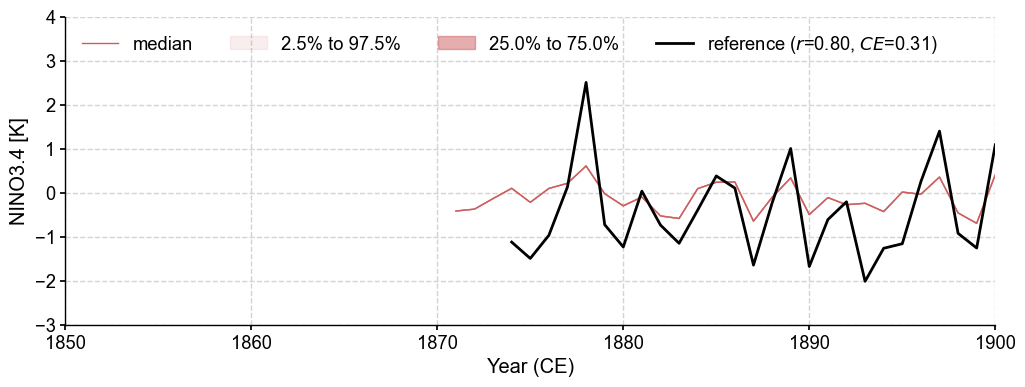 4
3
2
1
0
−1
−2
−3
NINO3.4 [K]
median
2.5% to 97.5%
25.0% to 75.0%
reference (r=0.80, CE=0.31)
1850 1860 1870 1880 1890 1900
Year (CE)